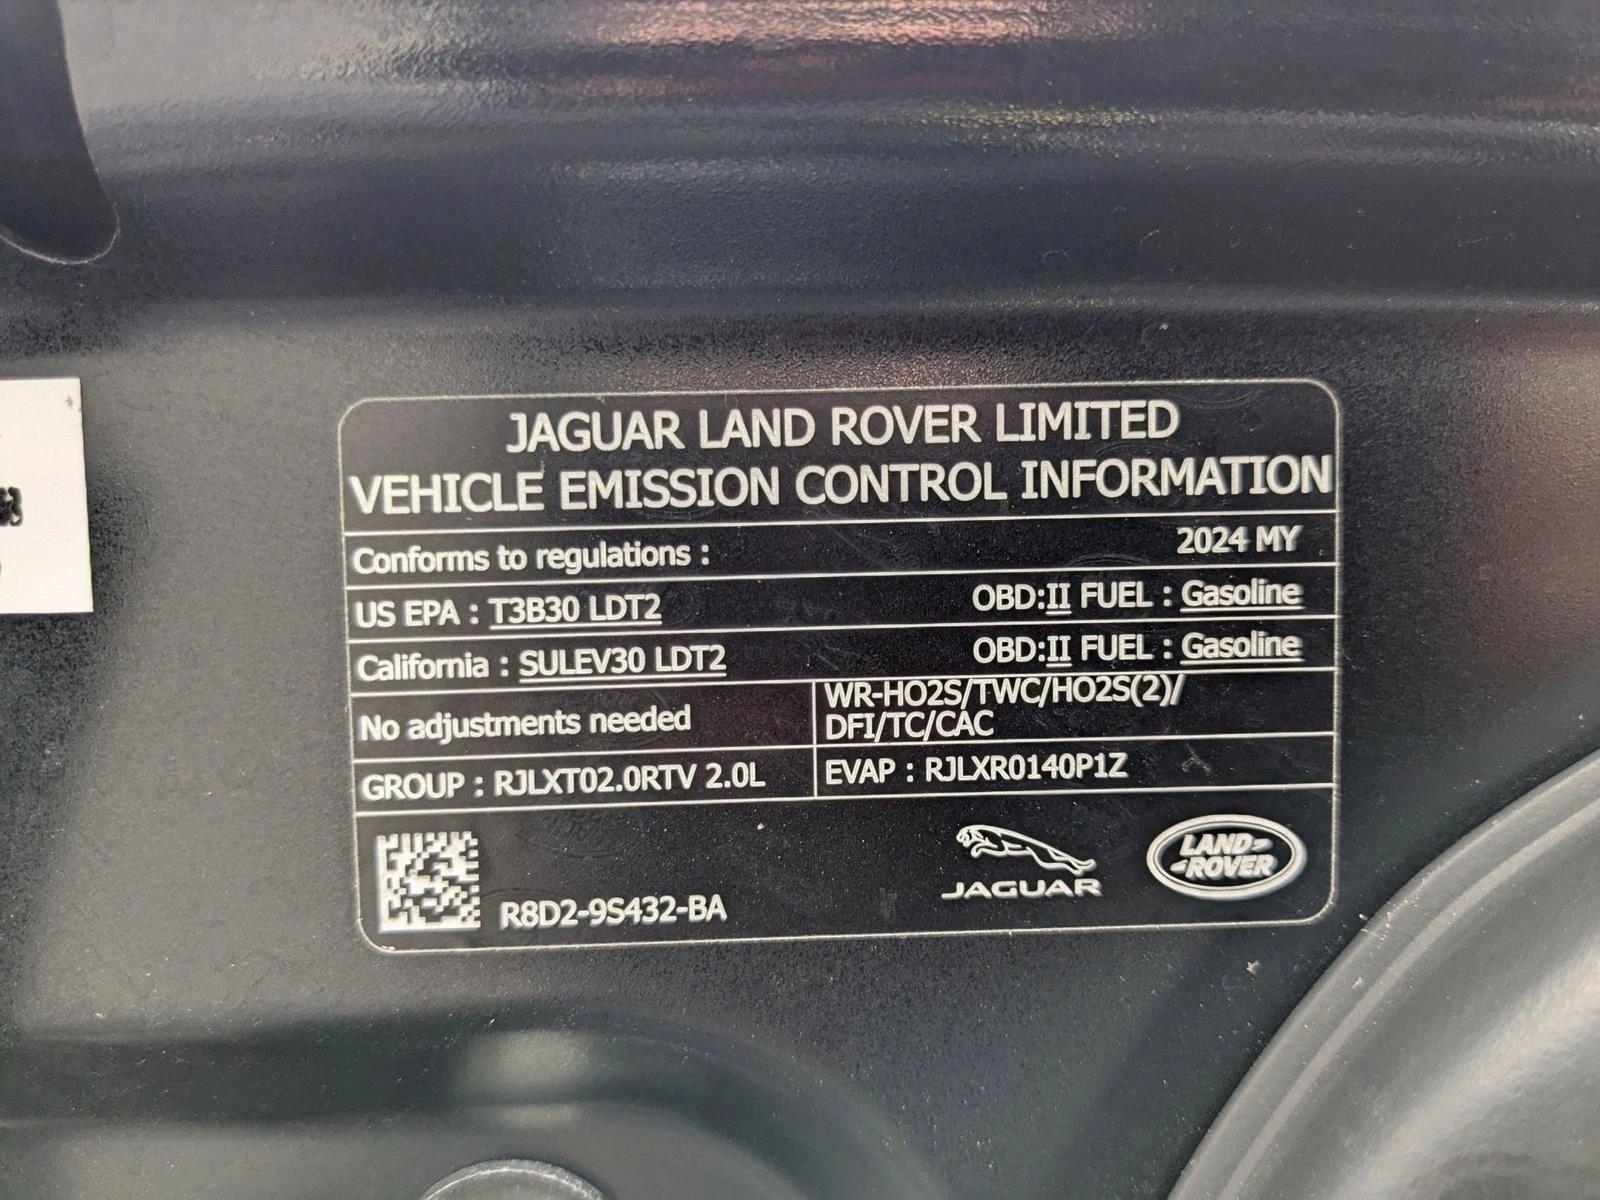 JAGUAR LAND ROVER LIMITED
VEHICLE EMISSION CONTROL INFORMATION
Conforms to regulations : 2024 MY
US EPA : T3B30 LDT2 OBD:II FUEL : Gasoline
California : SULEV30 LDT2 OBD:II FUEL : Gasoline
No adjustments needed
WR-HO2S/TWC/HO2S(2)/
DFI/TC/CAC
GROUP : RJLXT02.0RTV 2.0L
EVAP : RJLXR0140P1Z
R8D2-9S432-BA
JAGUAR
LAND
ROVER